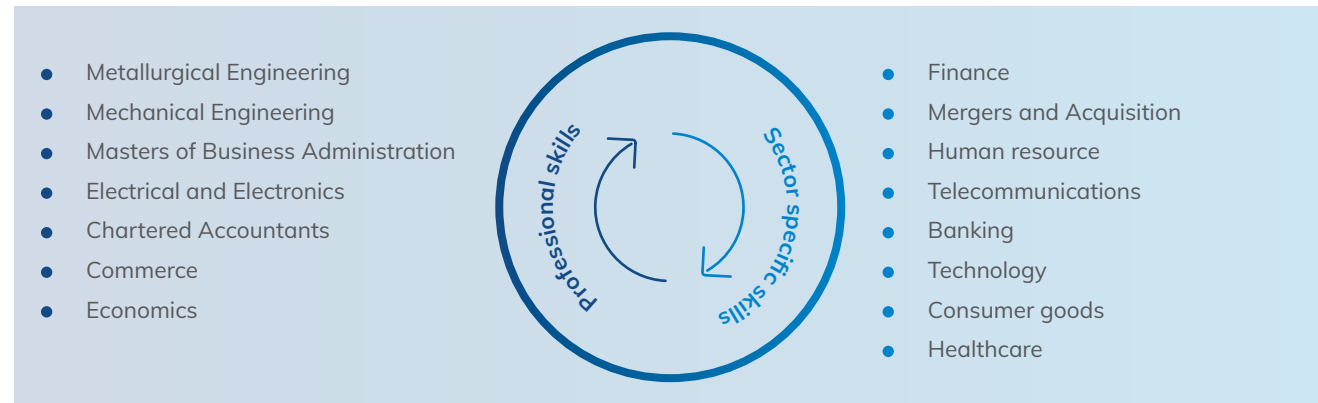 Metallurgical Engineering
Mechanical Engineering
Masters of Business Administration
Electrical and Electronics
Chartered Accountants
Commerce
Economics
Professional skills
Sector specific skills
Finance
Mergers and Acquisition
Human resource
Telecommunications
Banking
Technology
Consumer goods
Healthcare